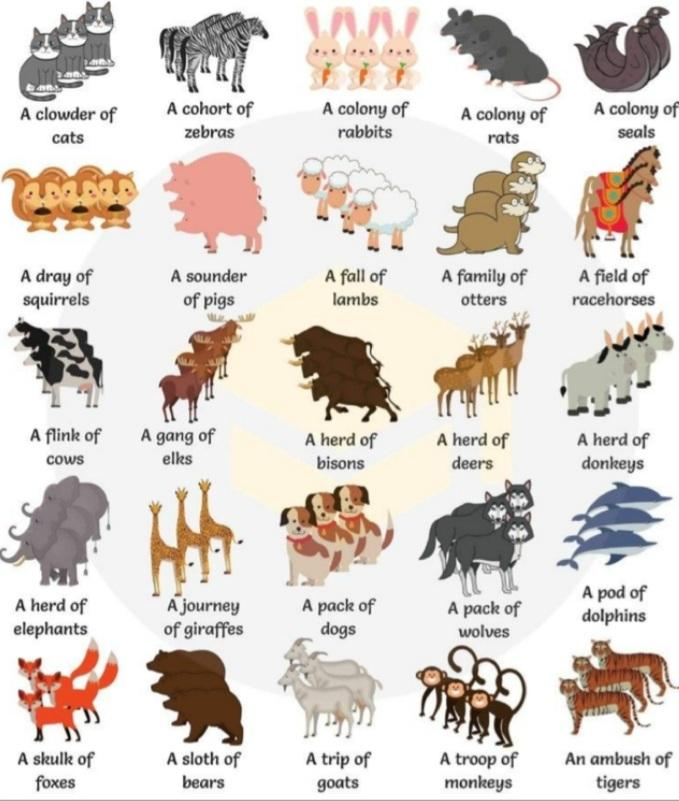 A clowder of
cats
A cohort of
zebras
A colony of
rabbits
A colony of
rats
A colony of
seals
A dray of
squirrels
A sounder
of pigs
A fall of
lambs
A family of
otters
A field of
racehorses
A flink of
cows
A gang of
elks
A herd of
bisons
A herd of
deers
A herd of
donkeys
A herd of
elephants
A journey
of giraffes
A pack of
dogs
A pack of
wolves
A pod of
dolphins
A skulk of
foxes
A sloth of
bears
A trip of
goats
A troop of
monkeys
An ambush of
tigers